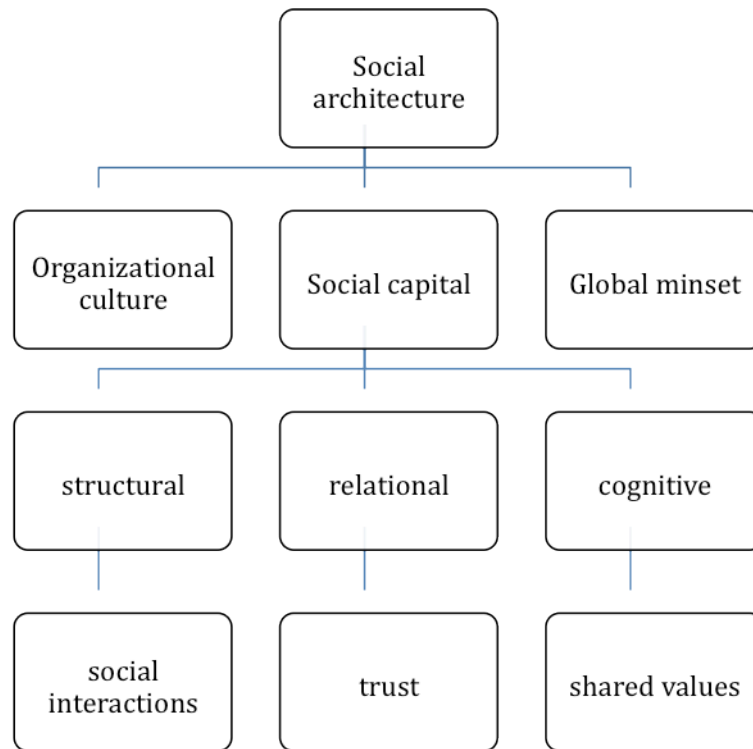 Social
architecture
Organizational
culture
Social capital
Global minset
structural
relational
cognitive
social
interactions
trust
shared values